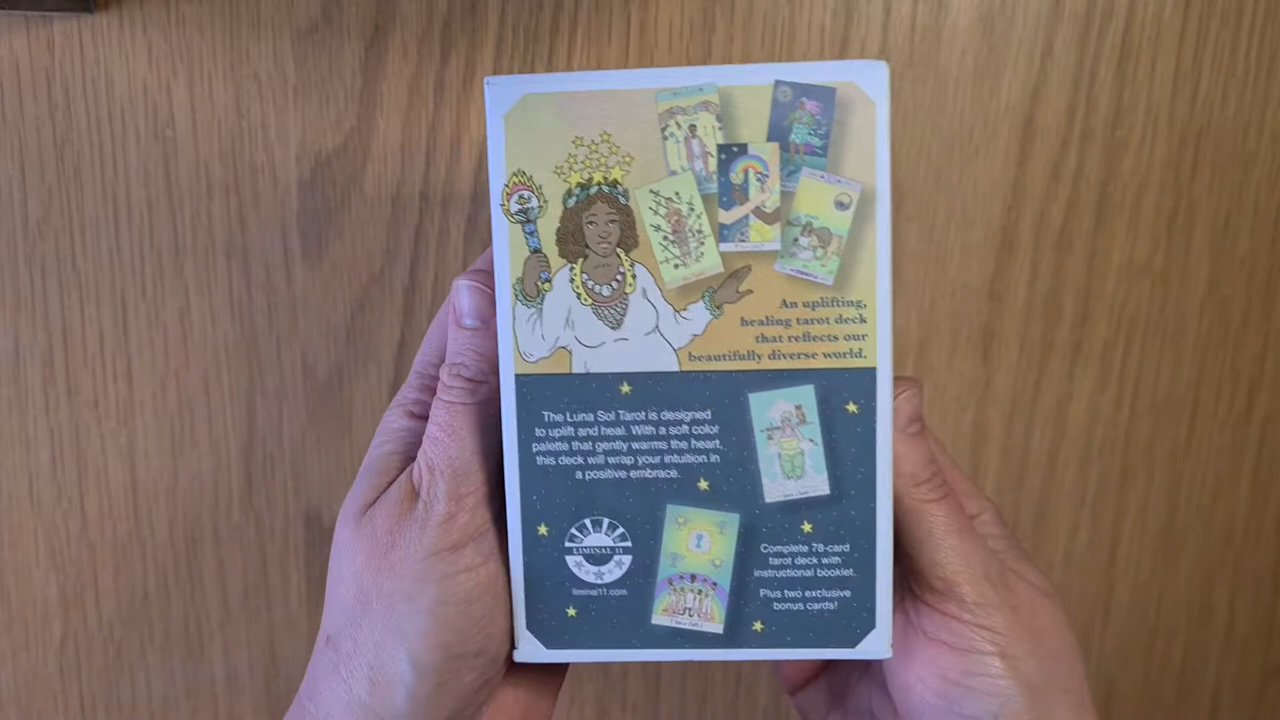 An uplifting,
healing tarot deck
that reflects our
beautifully diverse world.
The Luna Sol Tarot is designed
to uplift and heal. With a soft color
palette that gently warms the heart,
this deck will wrap your intuition in
a positive embrace.
LIMINAL 11
liminal11.com
Complete 78-card
tarot deck with
instructional booklet.
Plus two exclusive
bonus cards!